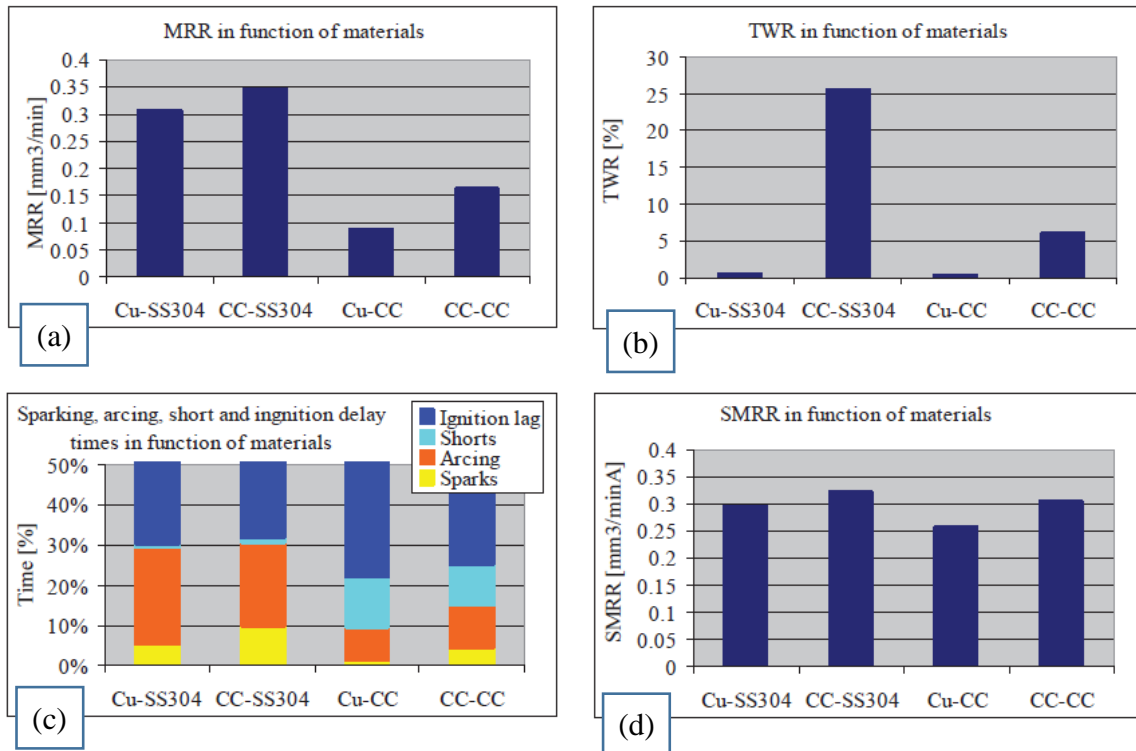 MRR in function of materials
0.4
0.35
0.3
0.25
0.2
0.15
0.1
0.05
0
MRR [mm3/min]
Cu-SS304 CC-SS304 Cu-CC CC-CC
(a)
TWR in function of materials
30
25
20
15
10
5
0
TWR [%]
Cu-SS304 CC-SS304 Cu-CC CC-CC
(b)
Sparking, arcing, short and ingnition delay
times in function of materials
Ignition lag
Shorts
Arcing
Sparks
50%
40%
30%
20%
10%
0%
Time [%]
Cu-SS304 CC-SS304 Cu-CC CC-CC
(c)
SMRR in function of materials
0.4
0.35
0.3
0.25
0.2
0.15
0.1
0.05
0
SMRR [mm3/minA]
Cu-SS304 CC-SS304 Cu-CC CC-CC
(d)